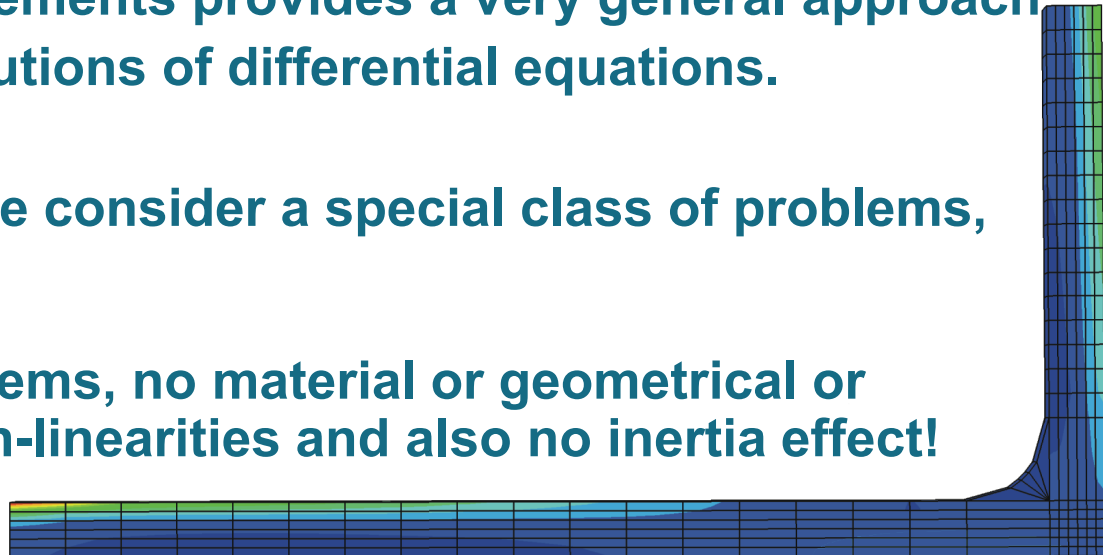 ements provides a very general approach
utions of differential equations.
e consider a special class of problems,
ems, no material or geometrical or
n-linearities and also no inertia effect!